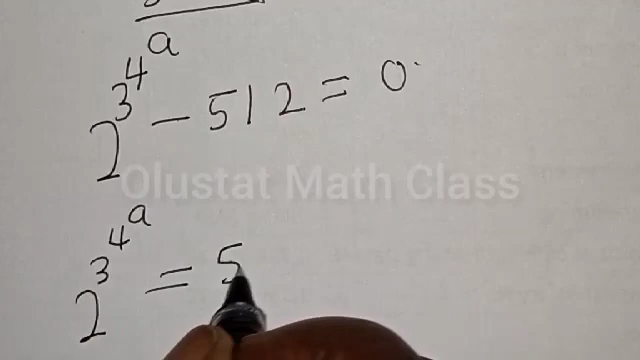 2^3^4^a - 512 = 0
Olustat Math Class
2^3^4^a = 5